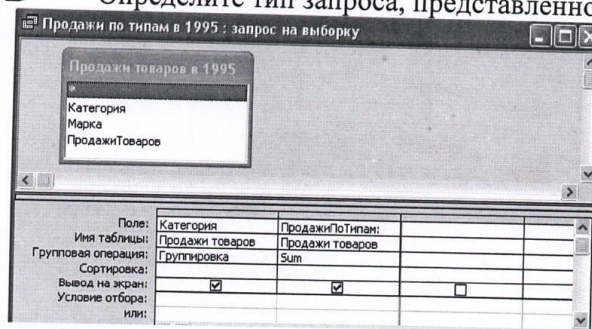 Определите тип запроса, представленно
Продажи по типам в 1995 : запрос на выборку
Продажи товаров в 1995
*
Категория
Марка
ПродажиТоваров
Поле: Категория ПродажиПоТипам:
Имя таблицы: Продажи товаров Продажи товаров
Групповая операция: Группировка Sum
Сортировка:
Вывод на экран:
Условие отбора:
или: